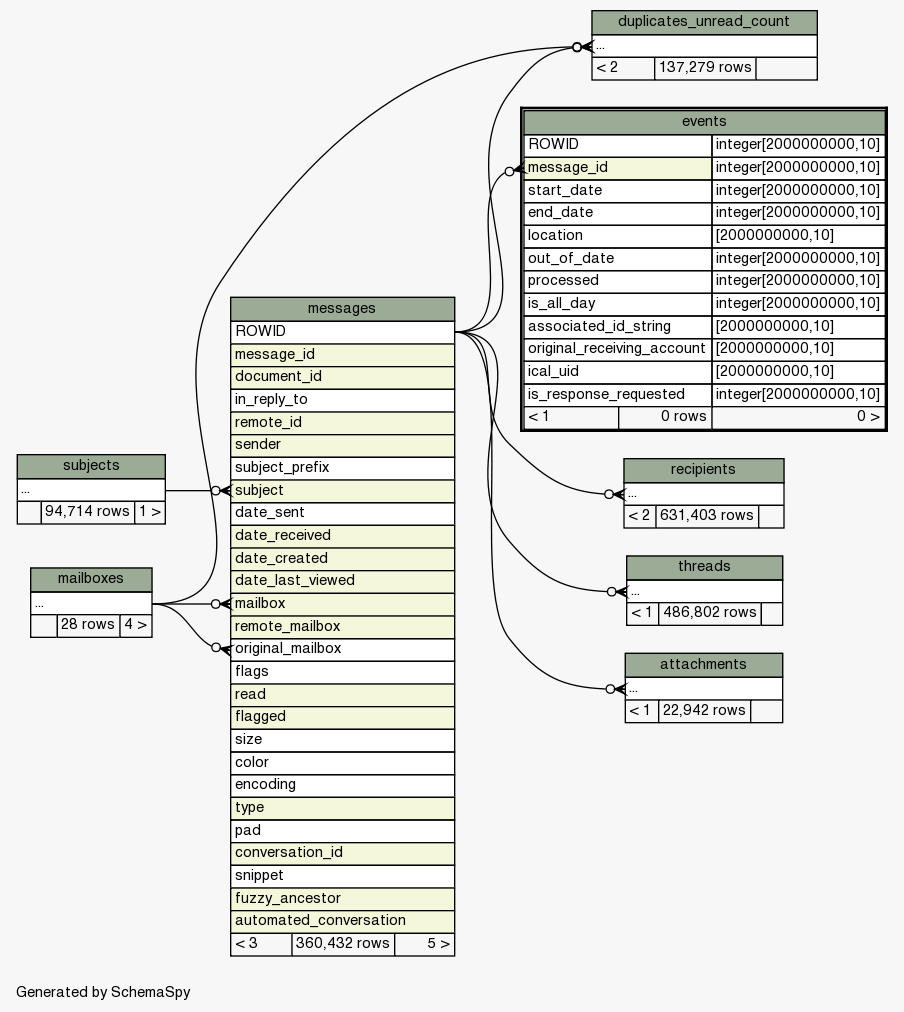 duplicates_unread_count
...
< 2 137,279 rows
events
ROWID integer[2000000000,10]
message_id integer[2000000000,10]
start_date integer[2000000000,10]
end_date integer[2000000000,10]
location [2000000000,10]
out_of_date integer[2000000000,10]
processed integer[2000000000,10]
is_all_day integer[2000000000,10]
associated_id_string [2000000000,10]
original_receiving_account [2000000000,10]
ical_uid [2000000000,10]
is_response_requested integer[2000000000,10]
< 1 0 rows 0 >
messages
ROWID
message_id
document_id
in_reply_to
remote_id
sender
subject_prefix
subject
date_sent
date_received
date_created
date_last_viewed
mailbox
remote_mailbox
original_mailbox
flags
read
flagged
size
color
encoding
type
pad
conversation_id
snippet
fuzzy_ancestor
automated_conversation
< 3 360,432 rows 5 >
subjects
...
94,714 rows 1 >
mailboxes
...
28 rows 4 >
recipients
...
< 2 631,403 rows
threads
...
< 1 486,802 rows
attachments
...
< 1 22,942 rows
Generated by SchemaSpy